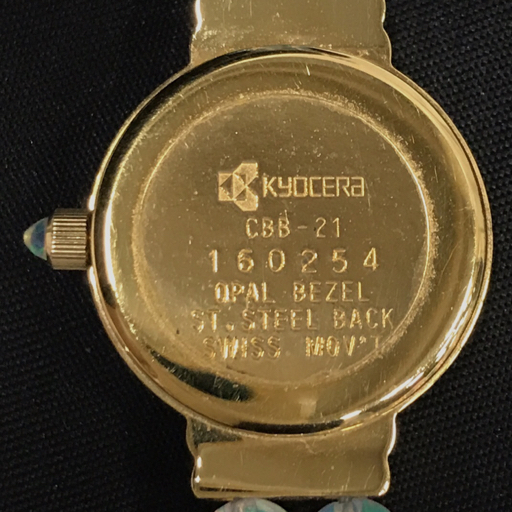 KYOCERA
CBB-21
160254
OPAL BEZEL
ST.STEEL BACK
SWISS MOV'T